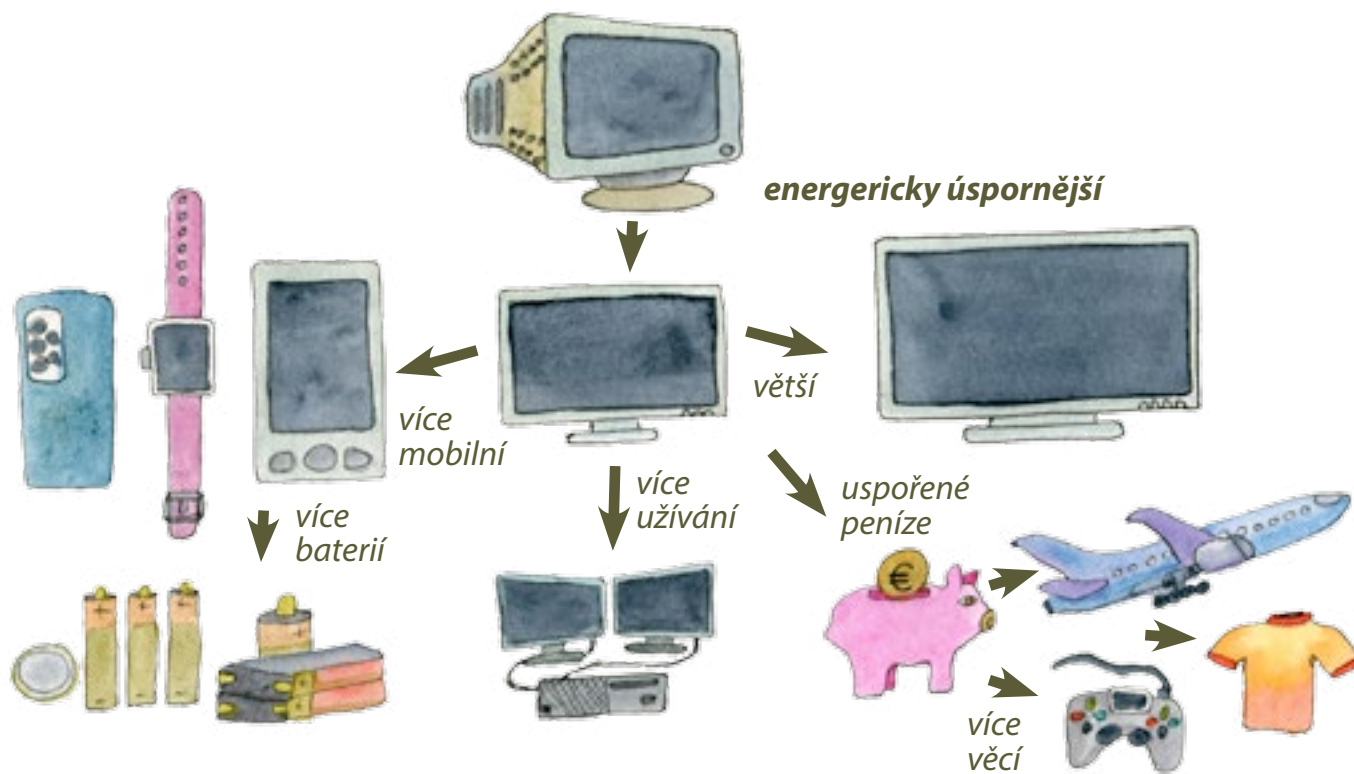 energericky úspornější
větší
více
mobilní
více
užívání
uspořené
peníze
více
baterií
€
více
věcí